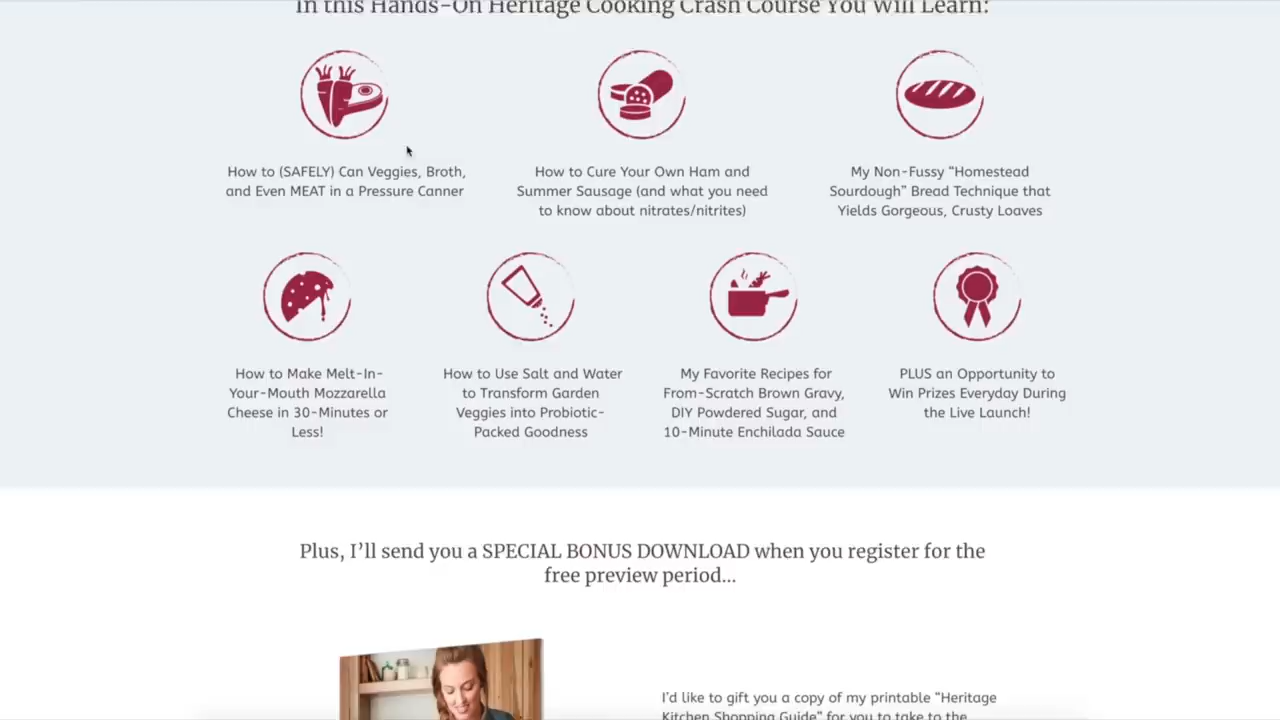 In this Hands-On Heritage Cooking Crash Course You Will Learn:
How to (SAFELY) Can Veggies, Broth,
and Even MEAT in a Pressure Canner
How to Cure Your Own Ham and
Summer Sausage (and what you need
to know about nitrates/nitrites)
My Non-Fussy “Homestead
Sourdough” Bread Technique that
Yields Gorgeous, Crusty Loaves
How to Make Melt-In-
Your-Mouth Mozzarella
Cheese in 30-Minutes or
Less!
How to Use Salt and Water
to Transform Garden
Veggies into Probiotic-
Packed Goodness
My Favorite Recipes for
From-Scratch Brown Gravy,
DIY Powdered Sugar, and
10-Minute Enchilada Sauce
PLUS an Opportunity to
Win Prizes Everyday During
the Live Launch!
Plus, I’ll send you a SPECIAL BONUS DOWNLOAD when you register for the
free preview period...
I’d like to gift you a copy of my printable “Heritage
Kitchen Shopping Guide” for you to take to the